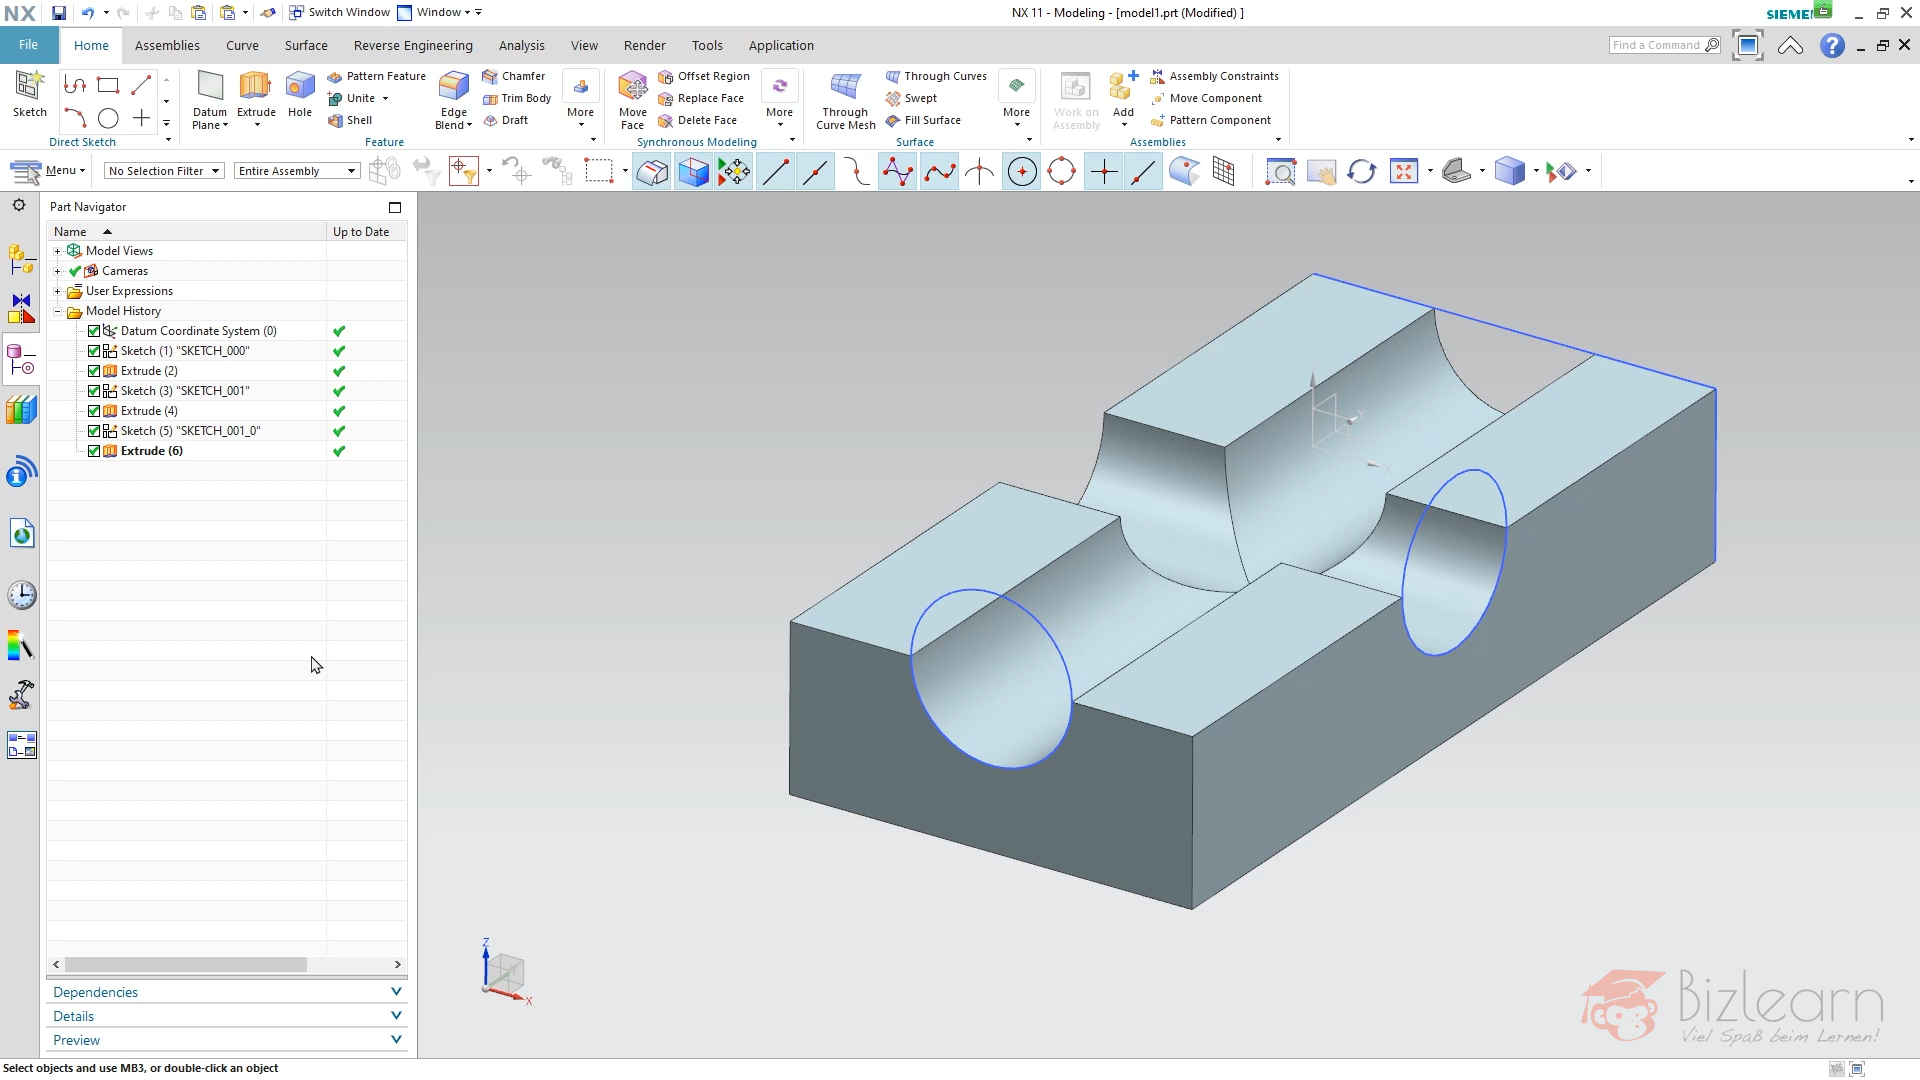 NX Switch Window Window NX 11 - Modeling - [model1.prt (Modified) ] SIEME
File Home Assemblies Curve Surface Reverse Engineering Analysis View Render Tools Application Find a Command
Sketch Datum Plane Extrude Hole Pattern Feature Unite Shell Edge Blend Chamfer Trim Body Draft More Move Face Offset Region Replace Face Delete Face More Through Curve Mesh Through Curves Swept Fill Surface More Work on Assembly Add Assembly Constraints Move Component Pattern Component
Direct Sketch Feature Synchronous Modeling Surface Assemblies
Menu No Selection Filter Entire Assembly
Part Navigator
Name Up to Date
Model Views
Cameras
User Expressions
Model History
Datum Coordinate System (0)
Sketch (1) "SKETCH_000"
Extrude (2)
Sketch (3) "SKETCH_001"
Extrude (4)
Sketch (5) "SKETCH_001_0"
Extrude (6)
Y
X
Z
Y
X
Dependencies
Details
Preview
Bizlearn
Viel Spaß beim Lernen!
Select objects and use MB3, or double-click an object